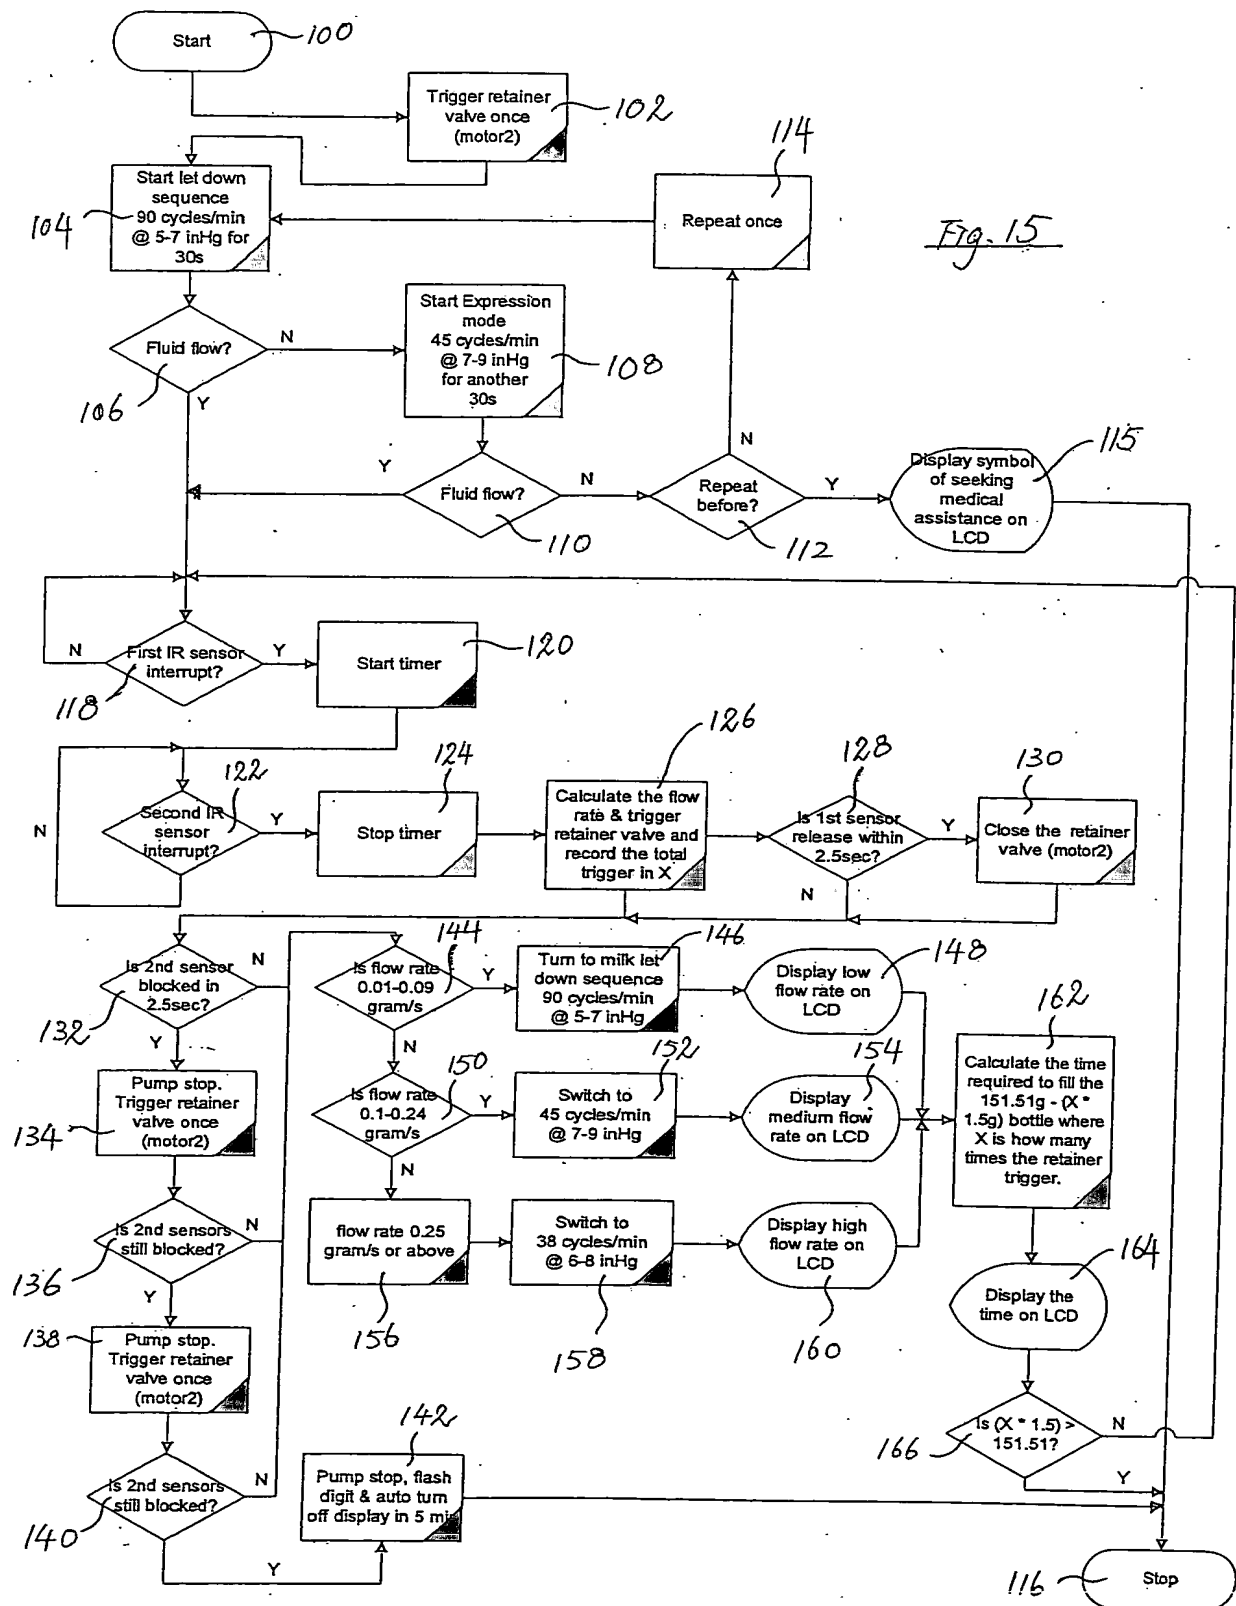 Start
100
Trigger retainer
valve once
(motor2)
102
114
Start let down
sequence
90 cycles/min
@ 5-7 inHg for
30s
104
Repeat once
Fig. 15
Start Expression
mode
45 cycles/min
@ 7-9 inHg
for another
30s
108
Fluid flow?
N
106
Y
N
115
Display symbol
of seeking
medical
assistance on
LCD
Y
Fluid flow?
N
Repeat
before?
Y
110
112
First IR sensor
interrupt?
N
Y
118
Start timer
120
126
128
130
124
122
Second IR
sensor
interrupt?
N
Y
Stop timer
Calculate the flow
rate & trigger
retainer valve and
record the total
trigger in X
Is 1st sensor
release within
2.5sec?
Y
N
Close the retainer
valve (motor2)
144
146
148
Is 2nd sensor
blocked in
2.5sec?
N
132
Y
Is flow rate
0.01-0.09
gram/s
Y
N
Turn to milk let
down sequence
90 cycles/min
@ 5-7 inHg
Display low
flow rate on
LCD
162
150
152
154
Pump stop.
Trigger retainer
valve once
(motor2)
134
Is flow rate
0.1-0.24
gram/s
Y
N
Switch to
45 cycles/min
@ 7-9 inHg
Display
medium flow
rate on LCD
Calculate the time
required to fill the
151.51g - (X *
1.5g) bottle where
X is how many
times the retainer
trigger.
Is 2nd sensors
still blocked?
N
136
Y
flow rate 0.25
gram/s or above
156
Switch to
38 cycles/min
@ 6-8 inHg
158
Display high
flow rate on
LCD
160
164
Display the
time on LCD
138
Pump stop.
Trigger retainer
valve once
(motor2)
142
Is (X * 1.5) >
151.51?
N
166
Y
Is 2nd sensors
still blocked?
N
140
Y
Pump stop, flash
digit & auto turn
off display in 5 min
Stop
116